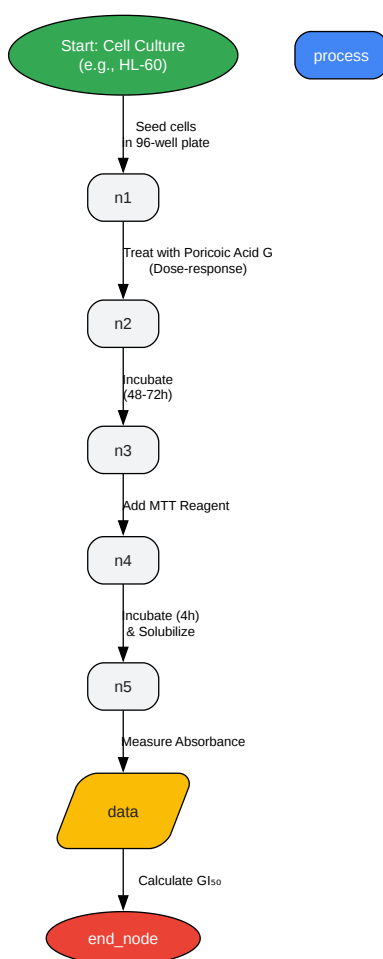 Start: Cell Culture
(e.g., HL-60)
process
Seed cells
in 96-well plate
n1
Treat with Poricoic Acid G
(Dose-response)
n2
Incubate
(48-72h)
n3
Add MTT Reagent
n4
Incubate (4h)
& Solubilize
n5
Measure Absorbance
data
Calculate GI₅₀
end_node